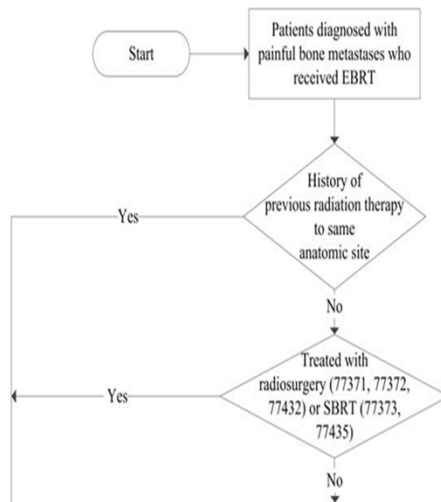 Start
Patients diagnosed with
painful bone metastases who
received EBRT
History of
previous radiation therapy
to same
anatomic site
Yes
No
Treated with
radiosurgery (77371, 77372,
77432) or SBRT (77373,
77435)
Yes
No